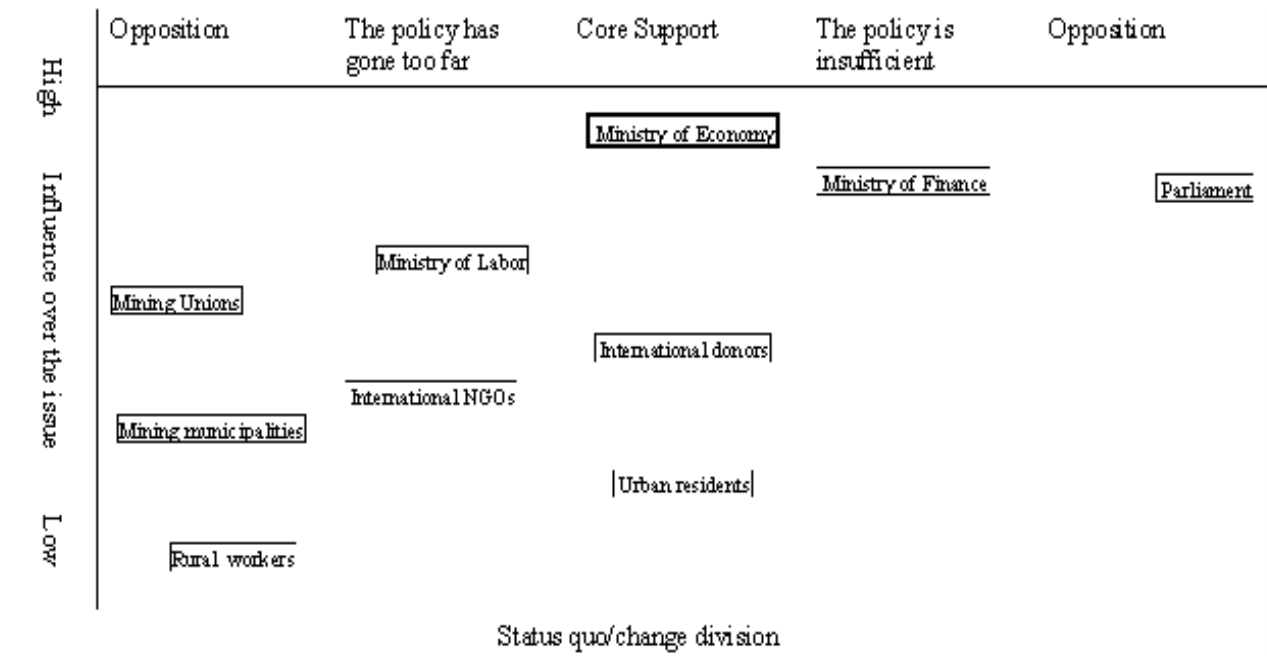 Opposition
The policy has
gone too far
Core Support
The policy is
insufficient
Opposition
High
Influence over the issue
Low
Ministry of Economy
Ministry of Finance
Parliament
Ministry of Labor
Mining Unions
International donors
International NGOs
Mining municipalities
Urban residents
Rural workers
Status quo/change division